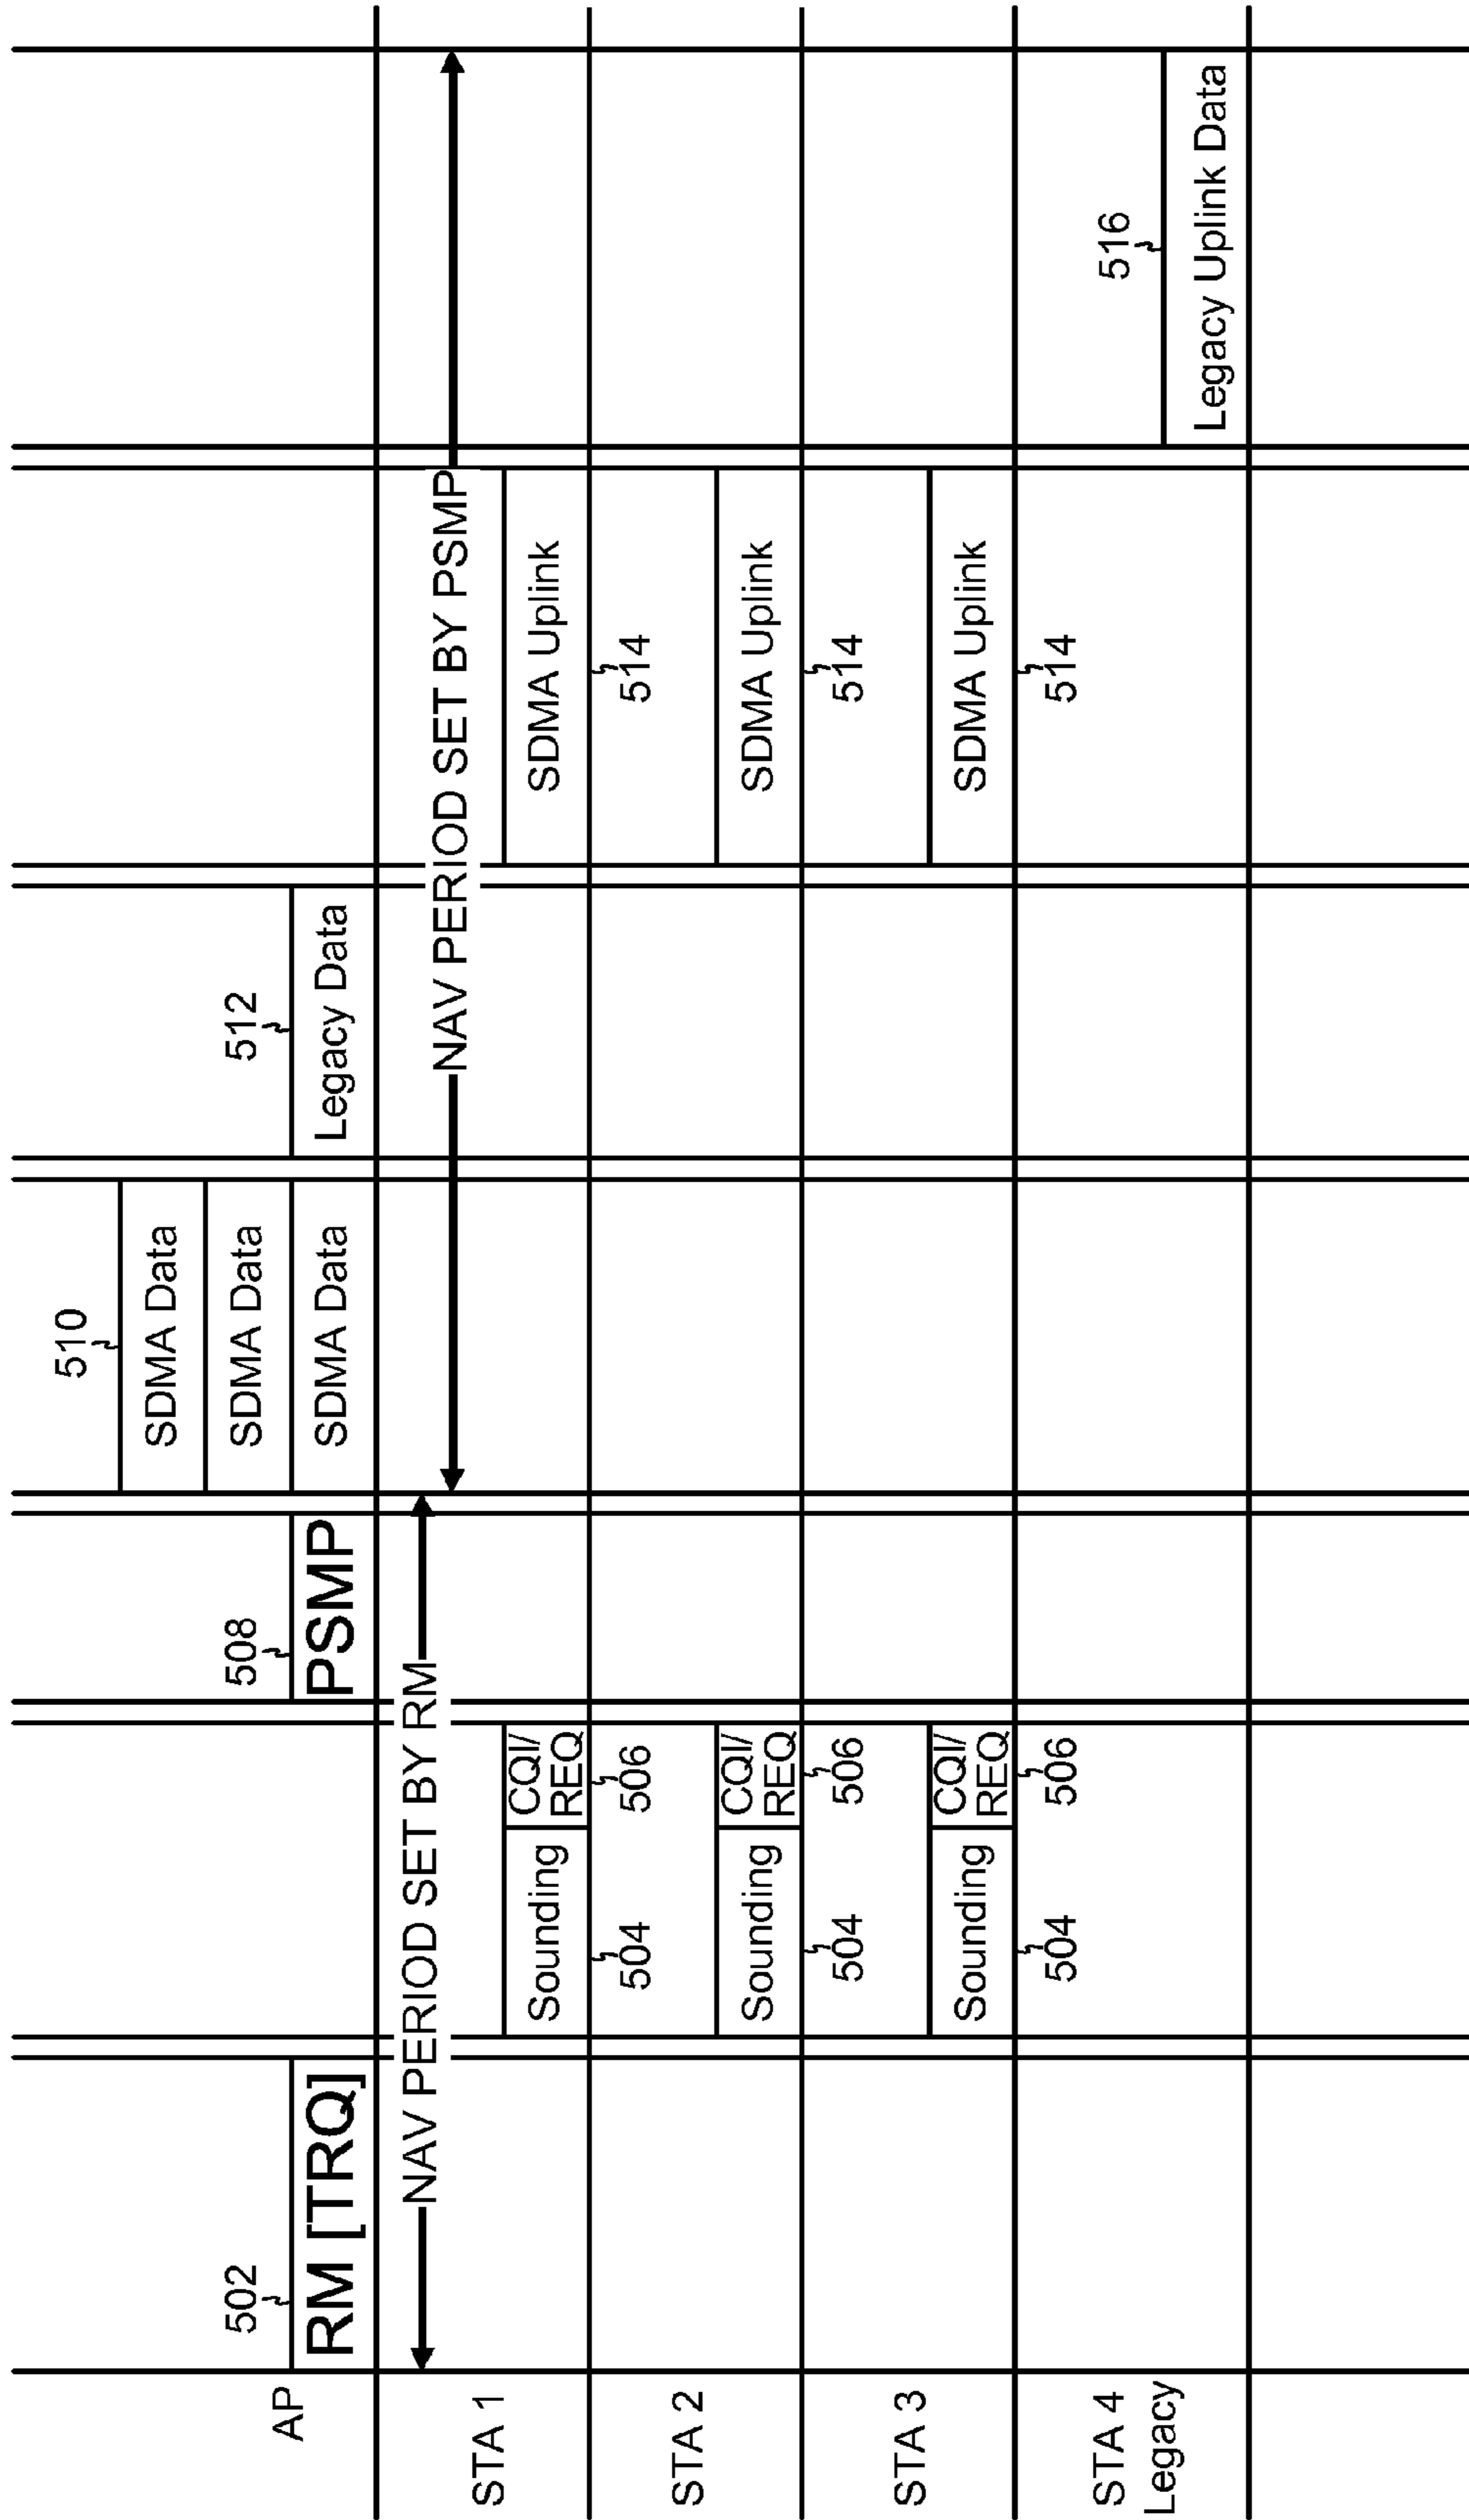 510
SDMA Data
SDMA Data
502
508
512
AP
RM [TRQ]
PSMP
SDMA Data
Legacy Data
NAV PERIOD SET BY RM
NAV PERIOD SET BY PSMP
STA 1
Sounding
CQI/
REQ
SDMA Uplink
504
506
514
STA 2
Sounding
CQI/
REQ
SDMA Uplink
504
506
514
STA 3
Sounding
CQI/
REQ
SDMA Uplink
504
506
514
STA 4
Legacy
516
Legacy Uplink Data